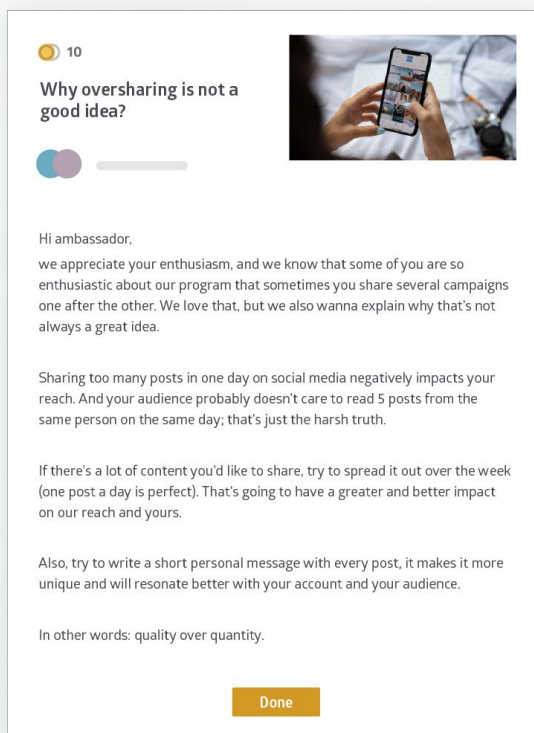 10
Why oversharing is not a
good idea?
Hi ambassador,
we appreciate your enthusiasm, and we know that some of you are so
enthusiastic about our program that sometimes you share several campaigns
one after the other. We love that, but we also wanna explain why that's not
always a great idea.
Sharing too many posts in one day on social media negatively impacts your
reach. And your audience probably doesn't care to read 5 posts from the
same person on the same day; that's just the harsh truth.
If there's a lot of content you'd like to share, try to spread it out over the week
(one post a day is perfect). That's going to have a greater and better impact
on our reach and yours.
Also, try to write a short personal message with every post, it makes it more
unique and will resonate better with your account and your audience.
In other words: quality over quantity.
Done